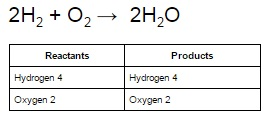 2H₂ + O₂ → 2H₂O
Reactants Products
Hydrogen 4 Hydrogen 4
Oxygen 2 Oxygen 2